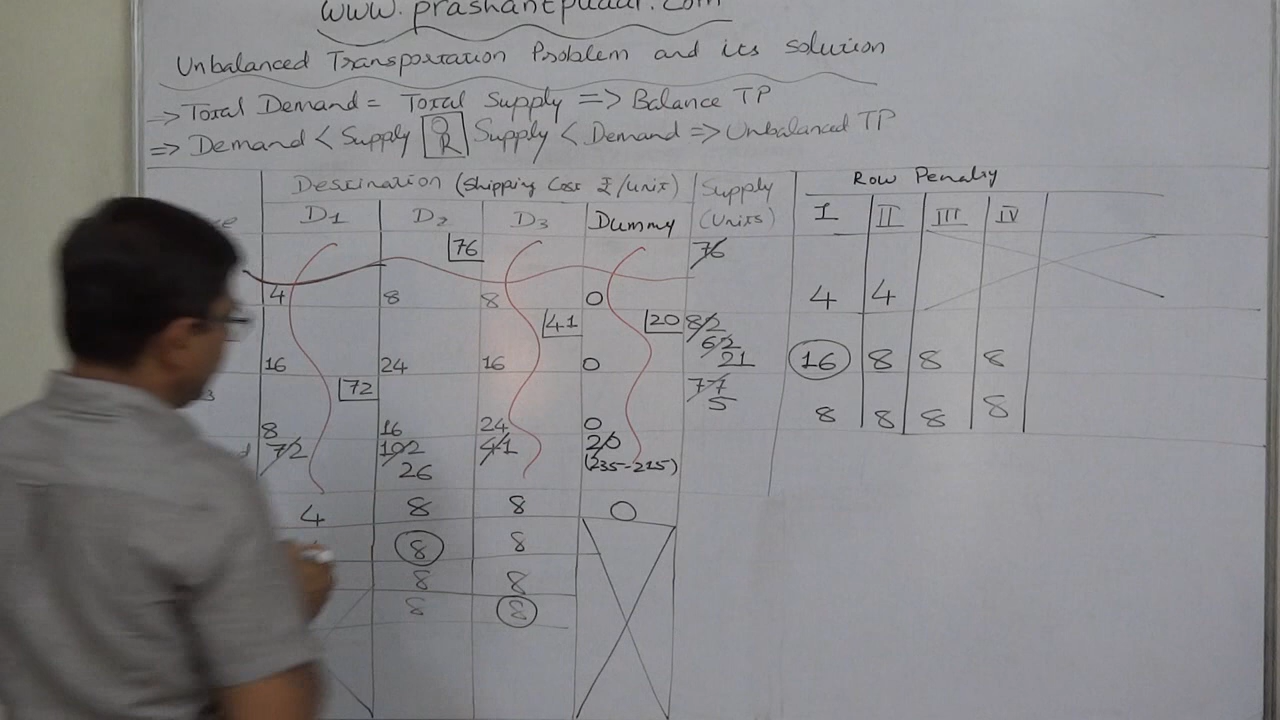 www.prashantpuaar.com
Unbalanced Transportation Problem and its solution
→ Total Demand = Total Supply => Balance TP
=> Demand < Supply OR Supply < Demand => Unbalanced TP
Destination (Shipping Cost ₹/unit) Supply Row Penalty
D1 D2 D3 Dummy (Units) I II III IV
76 76
4 8 8 0 4 4
41 20 82
62
16 24 16 0 21 16 8 8 8
72 77
5
8 16 24 0 8 8 8 8
72 102 41 20
26 (235-215)
4 8 8 0
8 8
8 8
8 8